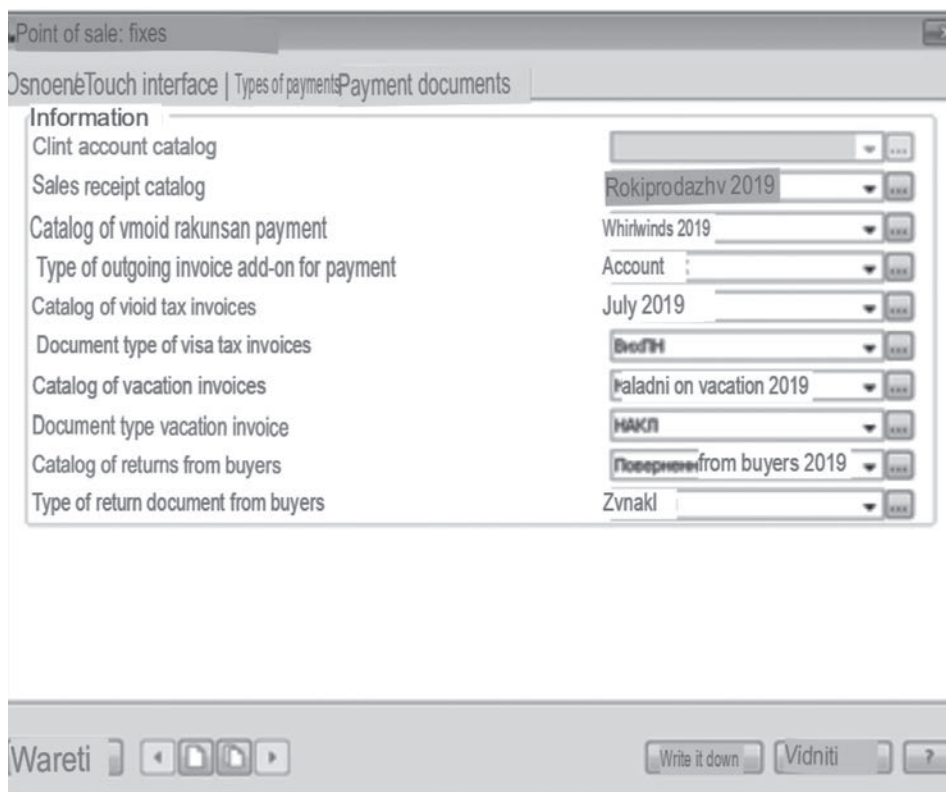 Point of sale: fixes
Osnoene Touch interface | Types of payments Payment documents
Information
Clint account catalog
Sales receipt catalog Rokiprodazhv 2019
Catalog of vmoid rakunsan payment Whirlwinds 2019
Type of outgoing invoice add-on for payment Account
Catalog of vioid tax invoices July 2019
Document type of visa tax invoices ВихПН
Catalog of vacation invoices aladni on vacation 2019
Document type vacation invoice НАКЛ
Catalog of returns from buyers Поверненн from buyers 2019
Type of return document from buyers Zvnakl
Wareti Write it down Vidniti ?